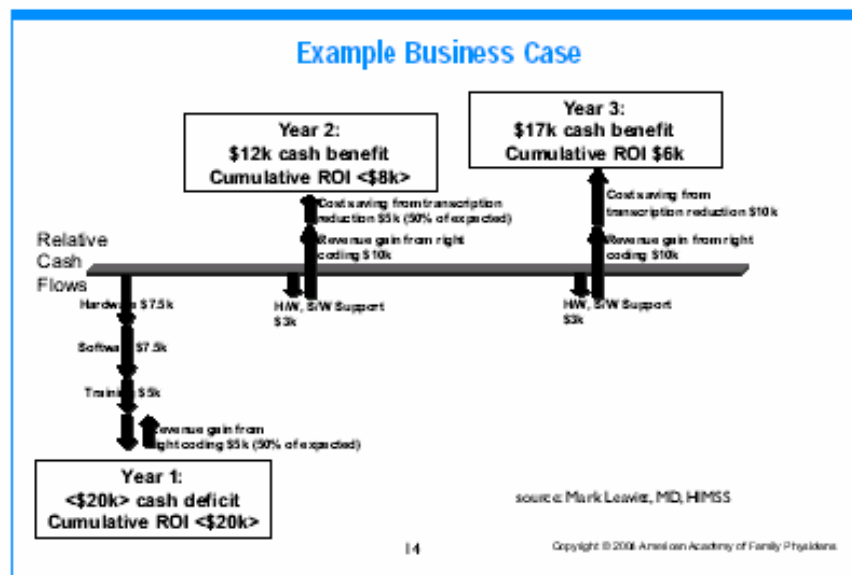 Example Business Case
Year 2:
$12k cash benefit
Cumulative ROI <$8k>
Year 3:
$17k cash benefit
Cumulative ROI $6k
Cost saving from transcription
reduction $5k (50% of expected)
Cost saving from
transcription reduction $10k
Relative
Cash
Flows
Revenue gain from right
coding $10k
Revenue gain from right
coding $10k
Hardware $7.5k
H/W, S/W Support
$3k
H/W, S/W Support
$3k
Software $7.5k
Training $5k
Revenue gain from
right coding $5k (50% of expected)
Year 1:
<$20k> cash deficit
Cumulative ROI <$20k>
source: Mark Leavitt, MD, HIMSS
14
Copyright © American Academy of Family Physicians